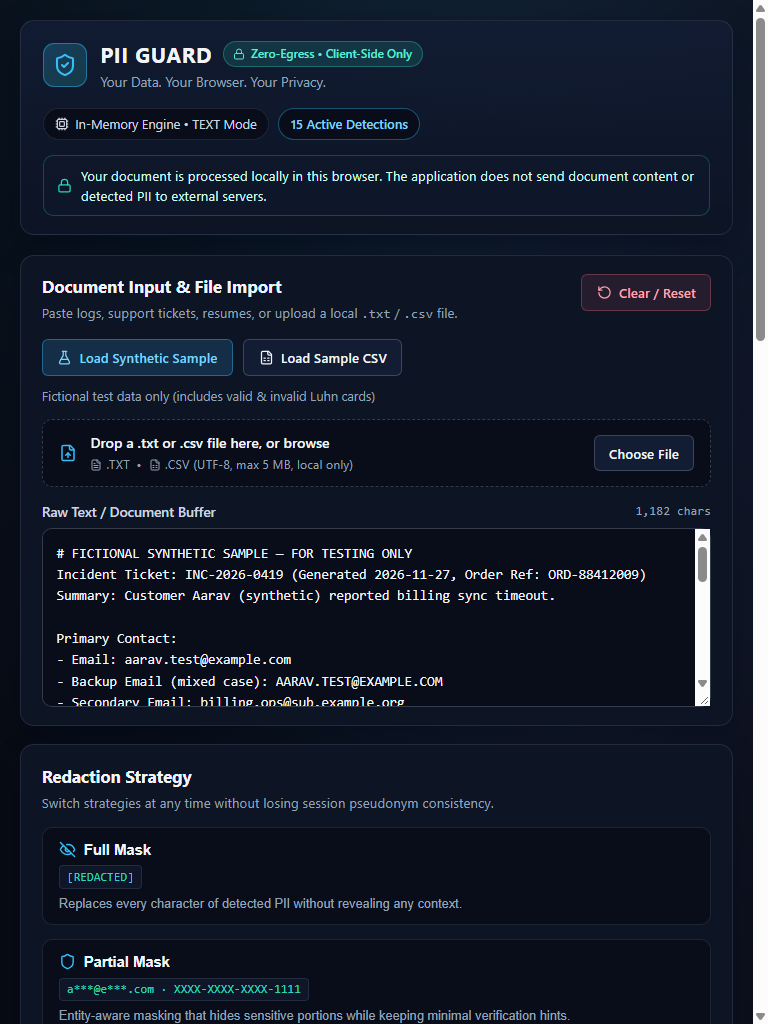 PII GUARD
Zero-Egress • Client-Side Only
Your Data. Your Browser. Your Privacy.
In-Memory Engine • TEXT Mode
15 Active Detections
Your document is processed locally in this browser. The application does not send document content or
detected PII to external servers.
Document Input & File Import
Clear / Reset
Paste logs, support tickets, resumes, or upload a local .txt / .csv file.
Load Synthetic Sample
Load Sample CSV
Fictional test data only (includes valid & invalid Luhn cards)
Drop a .txt or .csv file here, or browse
.TXT • .CSV (UTF-8, max 5 MB, local only)
Choose File
Raw Text / Document Buffer
1,182 chars
# FICTIONAL SYNTHETIC SAMPLE — FOR TESTING ONLY
Incident Ticket: INC-2026-0419 (Generated 2026-11-27, Order Ref: ORD-88412009)
Summary: Customer Aarav (synthetic) reported billing sync timeout.
Primary Contact:
- Email: aarav.test@example.com
- Backup Email (mixed case): AARAV.TEST@EXAMPLE.COM
- Secondary Email: billing.ops@sub.example.org
Redaction Strategy
Switch strategies at any time without losing session pseudonym consistency.
Full Mask
[REDACTED]
Replaces every character of detected PII without revealing any context.
Partial Mask
a***@e***.com · XXXX-XXXX-XXXX-1111
Entity-aware masking that hides sensitive portions while keeping minimal verification hints.